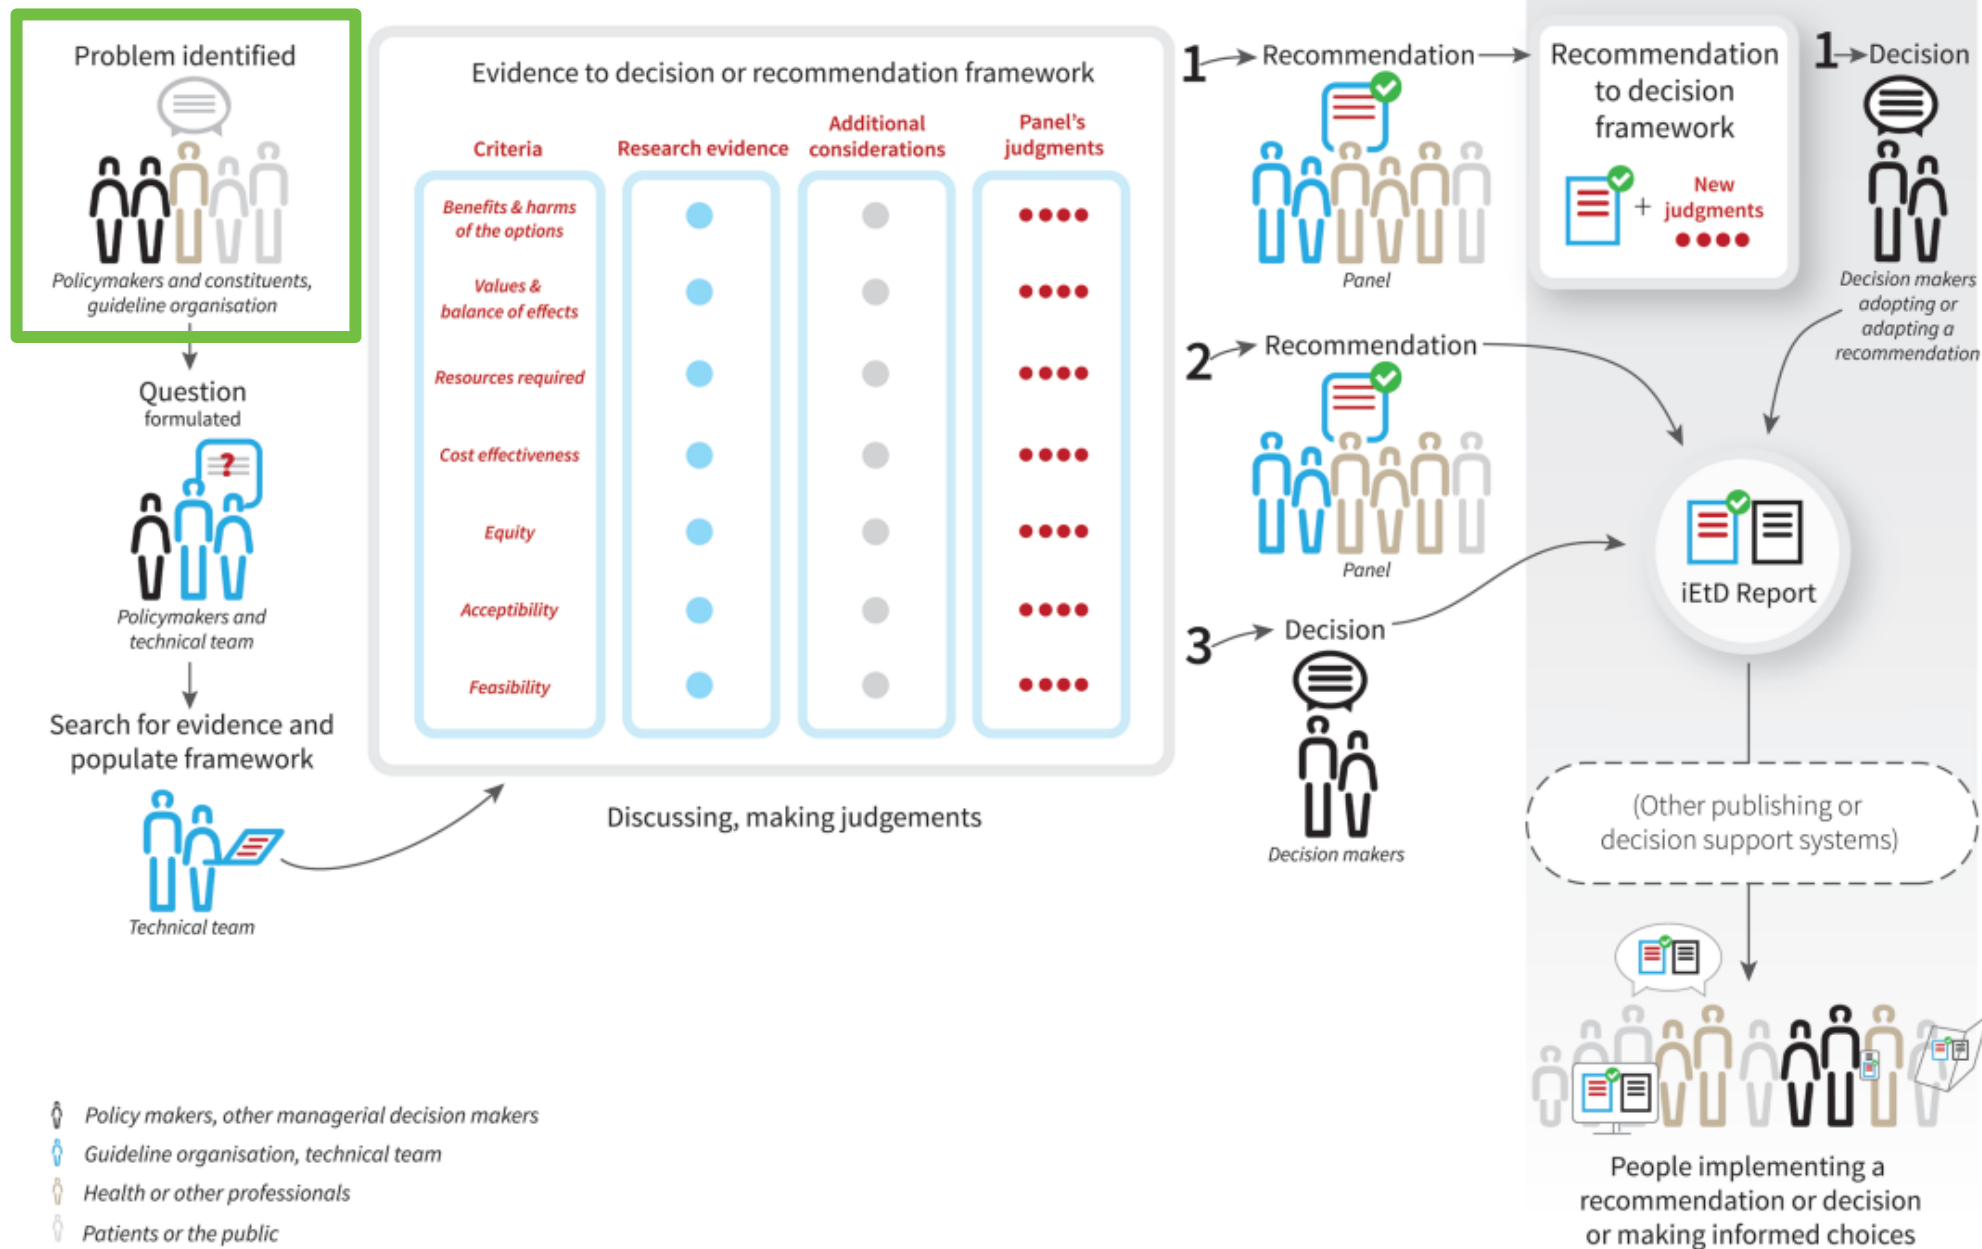 Problem identified
Policymakers and constituents,
guideline organisation
Question
formulated
?
Policymakers and
technical team
Search for evidence and
populate framework
Technical team
Evidence to decision or recommendation framework
Criteria
Research evidence
Additional
considerations
Panel's
judgments
Benefits & harms
of the options
Values &
balance of effects
Resources required
Cost effectiveness
Equity
Acceptibility
Feasibility
Discussing, making judgements
1
Recommendation
Panel
2
Recommendation
Panel
3
Decision
Decision makers
Recommendation
to decision
framework
+
New
judgments
1
Decision
Decision makers
adopting or
adapting a
recommendation
iEtD Report
(Other publishing or
decision support systems)
People implementing a
recommendation or decision
or making informed choices
Policy makers, other managerial decision makers
Guideline organisation, technical team
Health or other professionals
Patients or the public